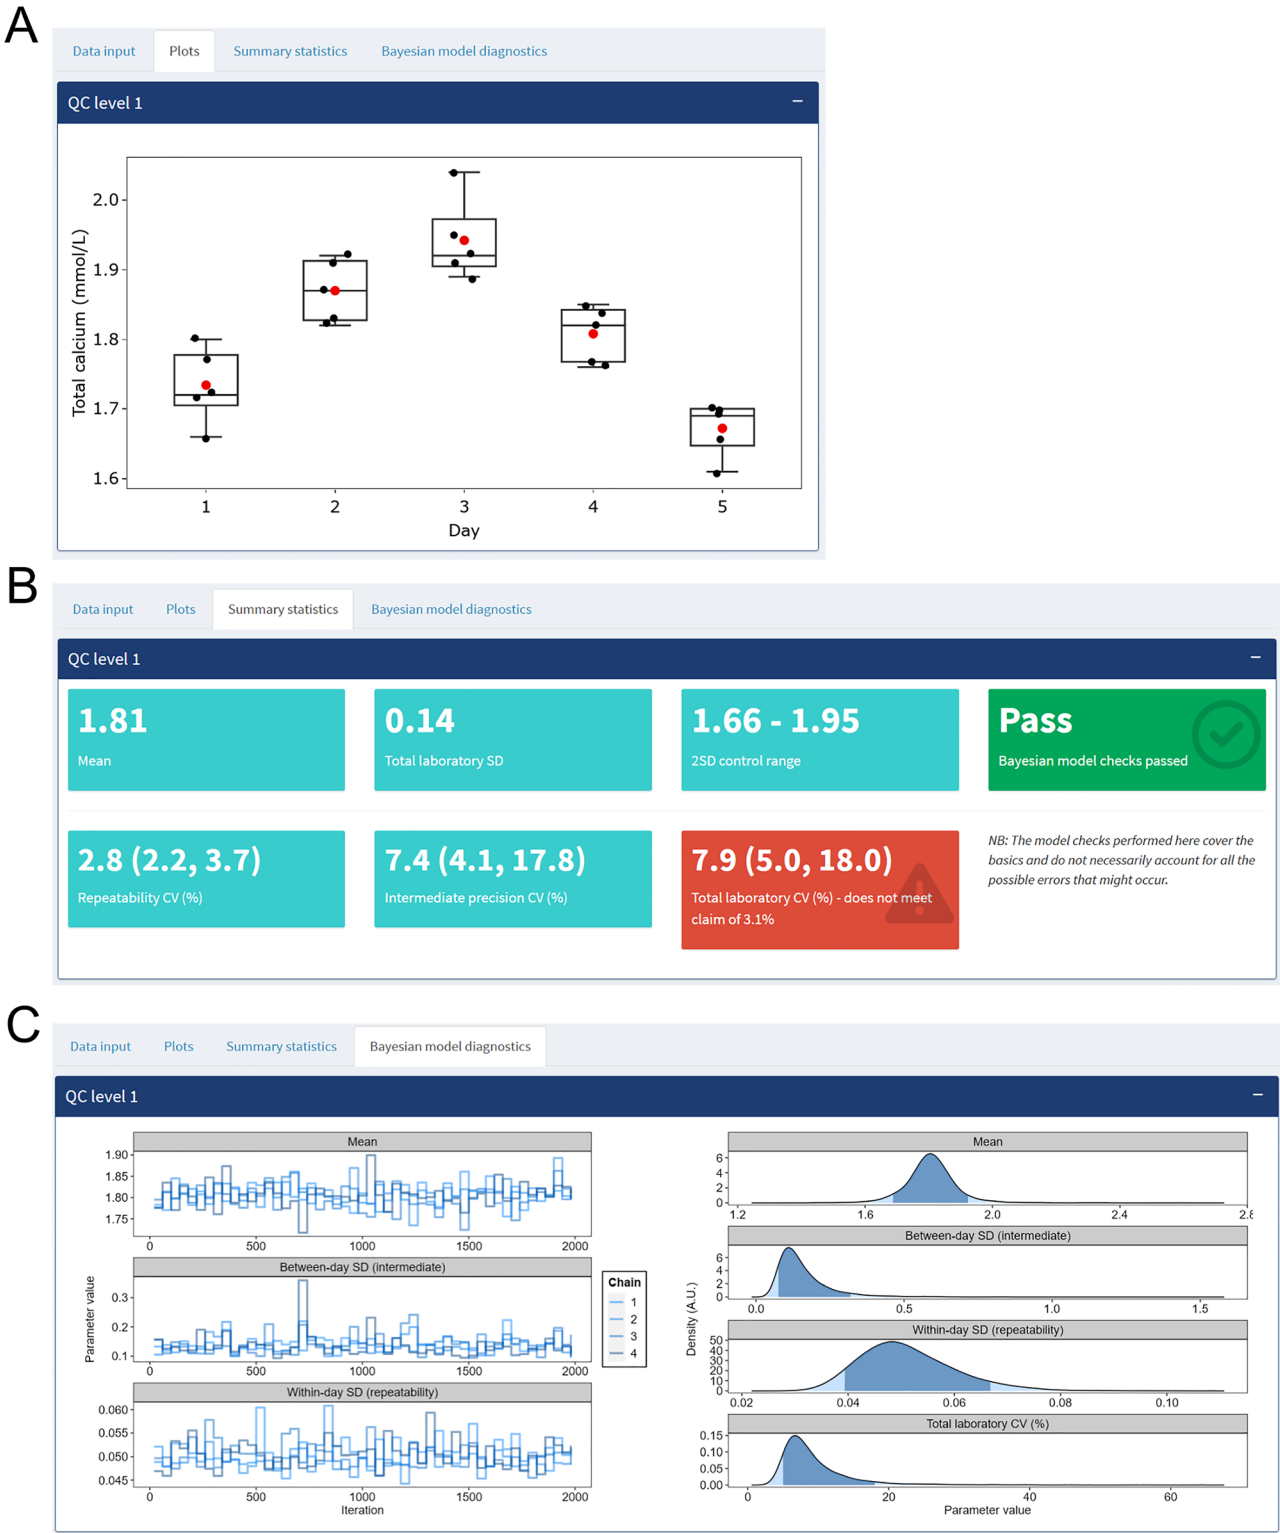 A
Data input Plots Summary statistics Bayesian model diagnostics
QC level 1
Total calcium (mmol/L)
2.0
1.9
1.8
1.7
1.6
1 2 3 4 5
Day
B
Data input Plots Summary statistics Bayesian model diagnostics
QC level 1
1.81
Mean
0.14
Total laboratory SD
1.66 - 1.95
2SD control range
Pass
Bayesian model checks passed
2.8 (2.2, 3.7)
Repeatability CV (%)
7.4 (4.1, 17.8)
Intermediate precision CV (%)
7.9 (5.0, 18.0)
Total laboratory CV (%) - does not meet
claim of 3.1%
NB: The model checks performed here cover the
basics and do not necessarily account for all the
possible errors that might occur.
C
Data input Plots Summary statistics Bayesian model diagnostics
QC level 1
Parameter value
Mean
1.90
1.85
1.80
1.75
0 500 1000 1500 2000
Between-day SD (intermediate)
0.3
0.2
0.1
0 500 1000 1500 2000
Within-day SD (repeatability)
0.060
0.055
0.050
0.045
0 500 1000 1500 2000
Iteration
Chain
1
2
3
4
Density (A.U.)
Mean
6
4
2
0
1.2 1.6 2.0 2.4 2.8
Between-day SD (intermediate)
6
4
2
0
0.0 0.5 1.0 1.5
Within-day SD (repeatability)
50
40
30
20
10
0
0.02 0.04 0.06 0.08 0.10
Total laboratory CV (%)
0.15
0.10
0.05
0.00
0 20 40 60
Parameter value